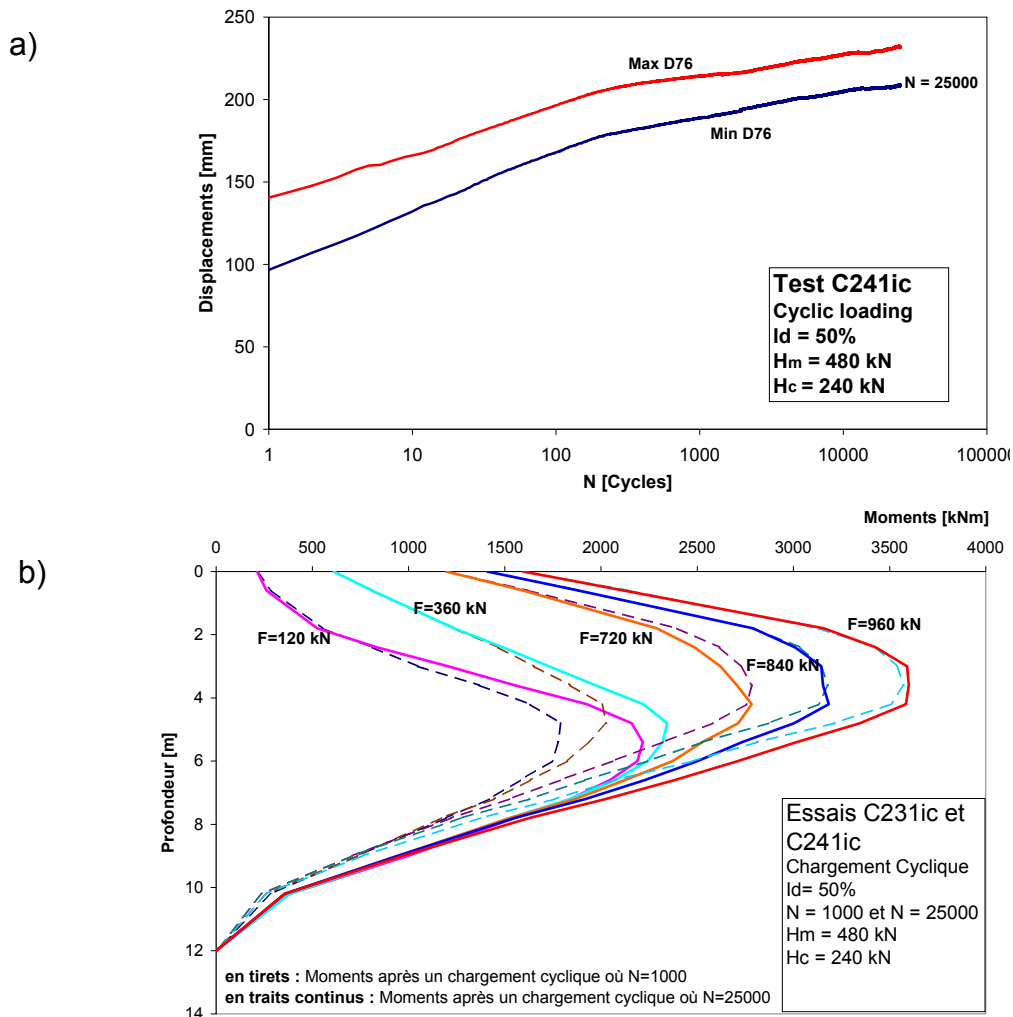 a)
250
200
150
100
50
0
Displacements [mm]
Max D76
Min D76
N = 25000
Test C241ic
Cyclic loading
Id = 50%
Hm = 480 kN
Hc = 240 kN
1 10 100 1000 10000 100000
N [Cycles]
b)
Moments [kNm]
0 500 1000 1500 2000 2500 3000 3500 4000
0
2
4
6
8
10
12
14
Profondeur [m]
F=120 kN
F=360 kN
F=720 kN
F=840 kN
F=960 kN
Essais C231ic et
C241ic
Chargement Cyclique
Id= 50%
N = 1000 et N = 25000
Hm = 480 kN
Hc = 240 kN
en tirets : Moments après un chargement cyclique où N=1000
en traits continus : Moments après un chargement cyclique où N=25000